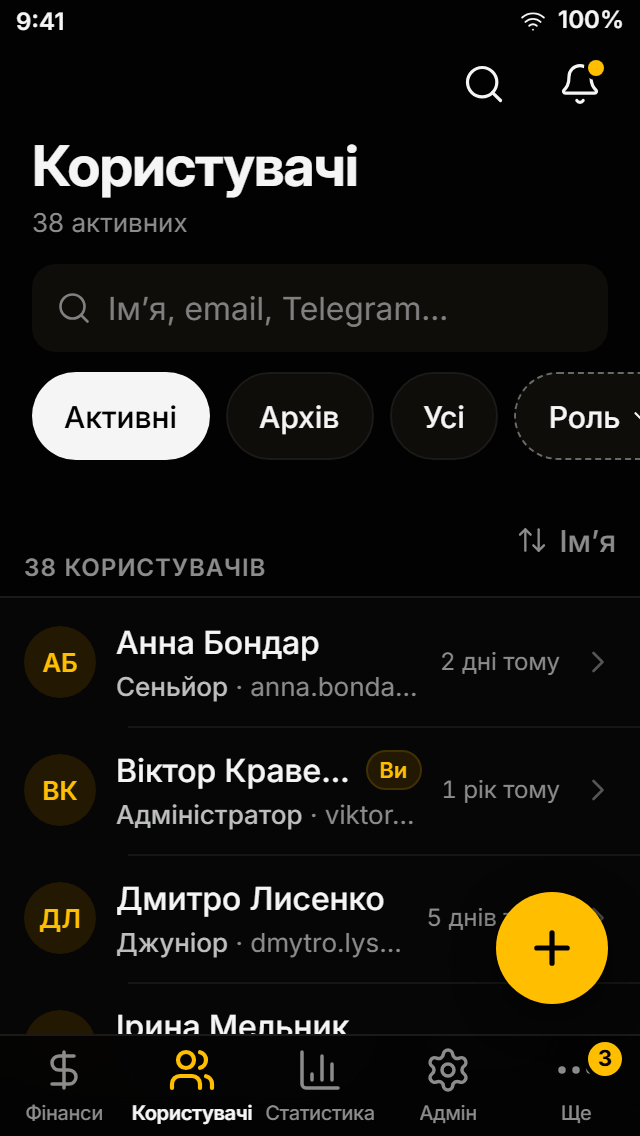 9:41
100%
Користувачі
38 активних
Ім’я, email, Telegram...
Активні
Архів
Усі
Роль
Ім’я
38 КОРИСТУВАЧІВ
АБ
Анна Бондар
2 дні тому
Сеньйор · anna.bonda...
ВК
Віктор Краве...
Ви
1 рік тому
Адміністратор · viktor...
ДЛ
Дмитро Лисенко
5 днів
Джуніор · dmytro.lys...
Ірина Мельник
3
Фінанси
Користувачі
Статистика
Адмін
Ще